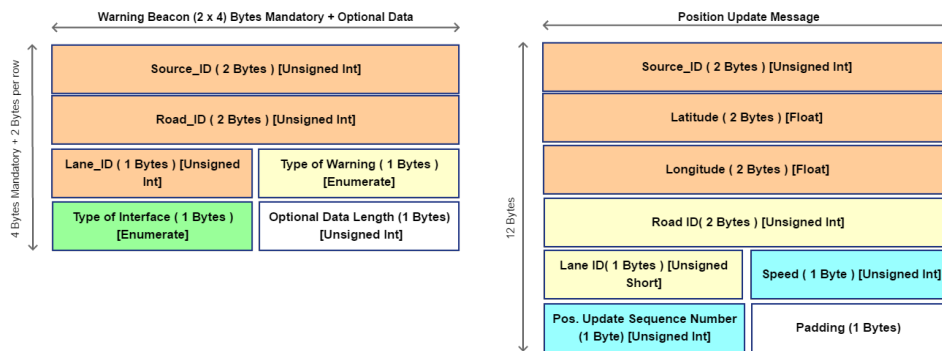 Warning Beacon (2 x 4) Bytes Mandatory + Optional Data
4 Bytes Mandatory + 2 Bytes per row
Source_ID ( 2 Bytes ) [Unsigned Int]
Road_ID ( 2 Bytes ) [Unsigned Int]
Lane_ID ( 1 Bytes ) [Unsigned
Int]
Type of Warning ( 1 Bytes )
[Enumerate]
Type of Interface ( 1 Bytes )
[Enumerate]
Optional Data Length (1 Bytes)
[Unsigned Int]
Position Update Message
12 Bytes
Source_ID ( 2 Bytes ) [Unsigned Int]
Latitude ( 2 Bytes ) [Float]
Longitude ( 2 Bytes ) [Float]
Road ID( 2 Bytes ) [Unsigned Int]
Lane ID( 1 Bytes ) [Unsigned
Short]
Speed ( 1 Byte ) [Unsigned Int]
Pos. Update Sequence Number
(1 Byte) [Unsigned Int]
Padding (1 Bytes)